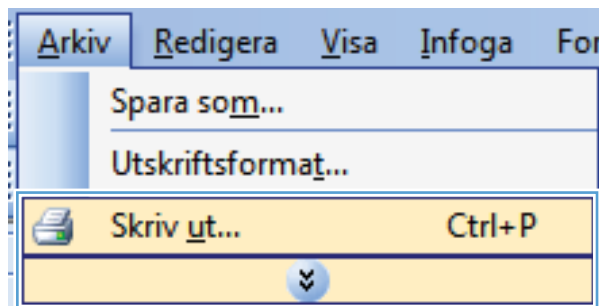 Arkiv Redigera Visa Infoga For
Spara som...
Utskriftsformat...
Skriv ut... Ctrl+P